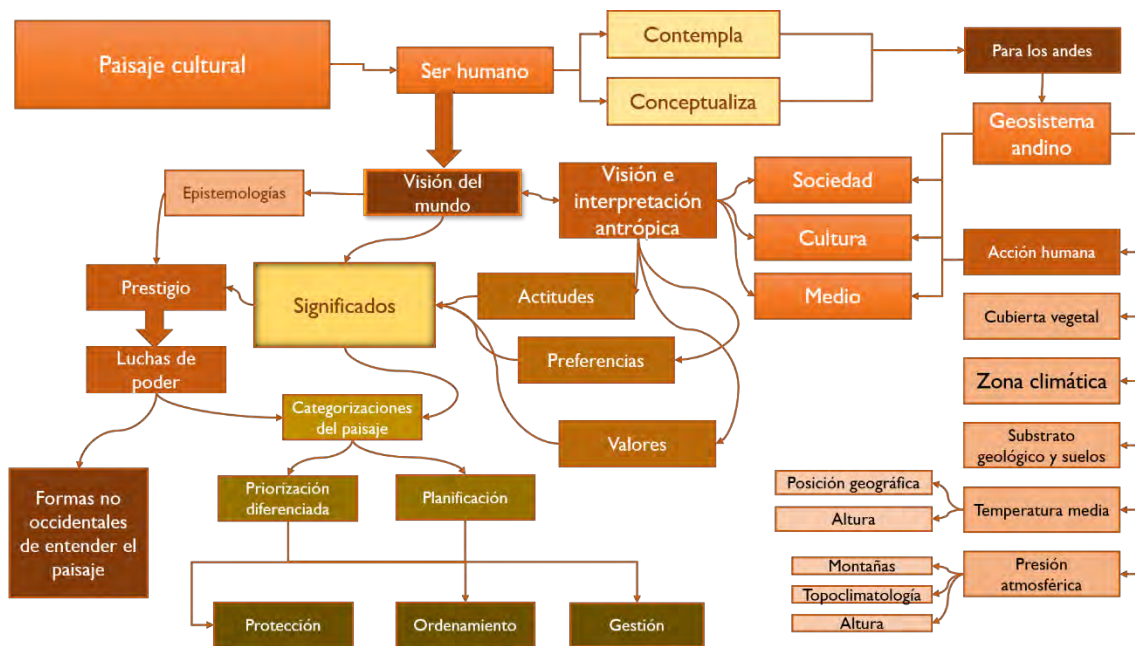 Paisaje cultural
Ser humano
Contempla
Conceptualiza
Para los andes
Geosistema
andino
Epistemologías
Visión del
mundo
Visión e
interpretación
antrópica
Sociedad
Cultura
Medio
Acción humana
Prestigio
Significados
Actitudes
Preferencias
Valores
Cubierta vegetal
Zona climática
Substrato
geológico y suelos
Luchas de
poder
Categorizaciones
del paisaje
Formas no
occidentales
de entender el
paisaje
Priorización
diferenciada
Planificación
Posición geográfica
Altura
Temperatura media
Montañas
Topoclimatología
Altura
Presión
atmosférica
Protección
Ordenamiento
Gestión